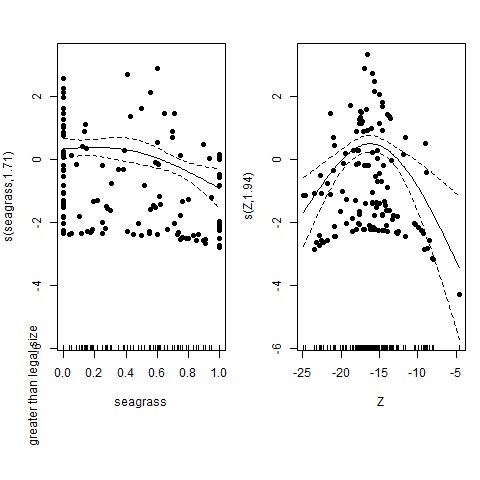 s(seagrass,1.71)
greater than legal size
2
0
-2
-4
-6
0.0 0.2 0.4 0.6 0.8 1.0
seagrass
s(Z,1.94)
2
0
-2
-4
-6
-25 -20 -15 -10 -5
Z